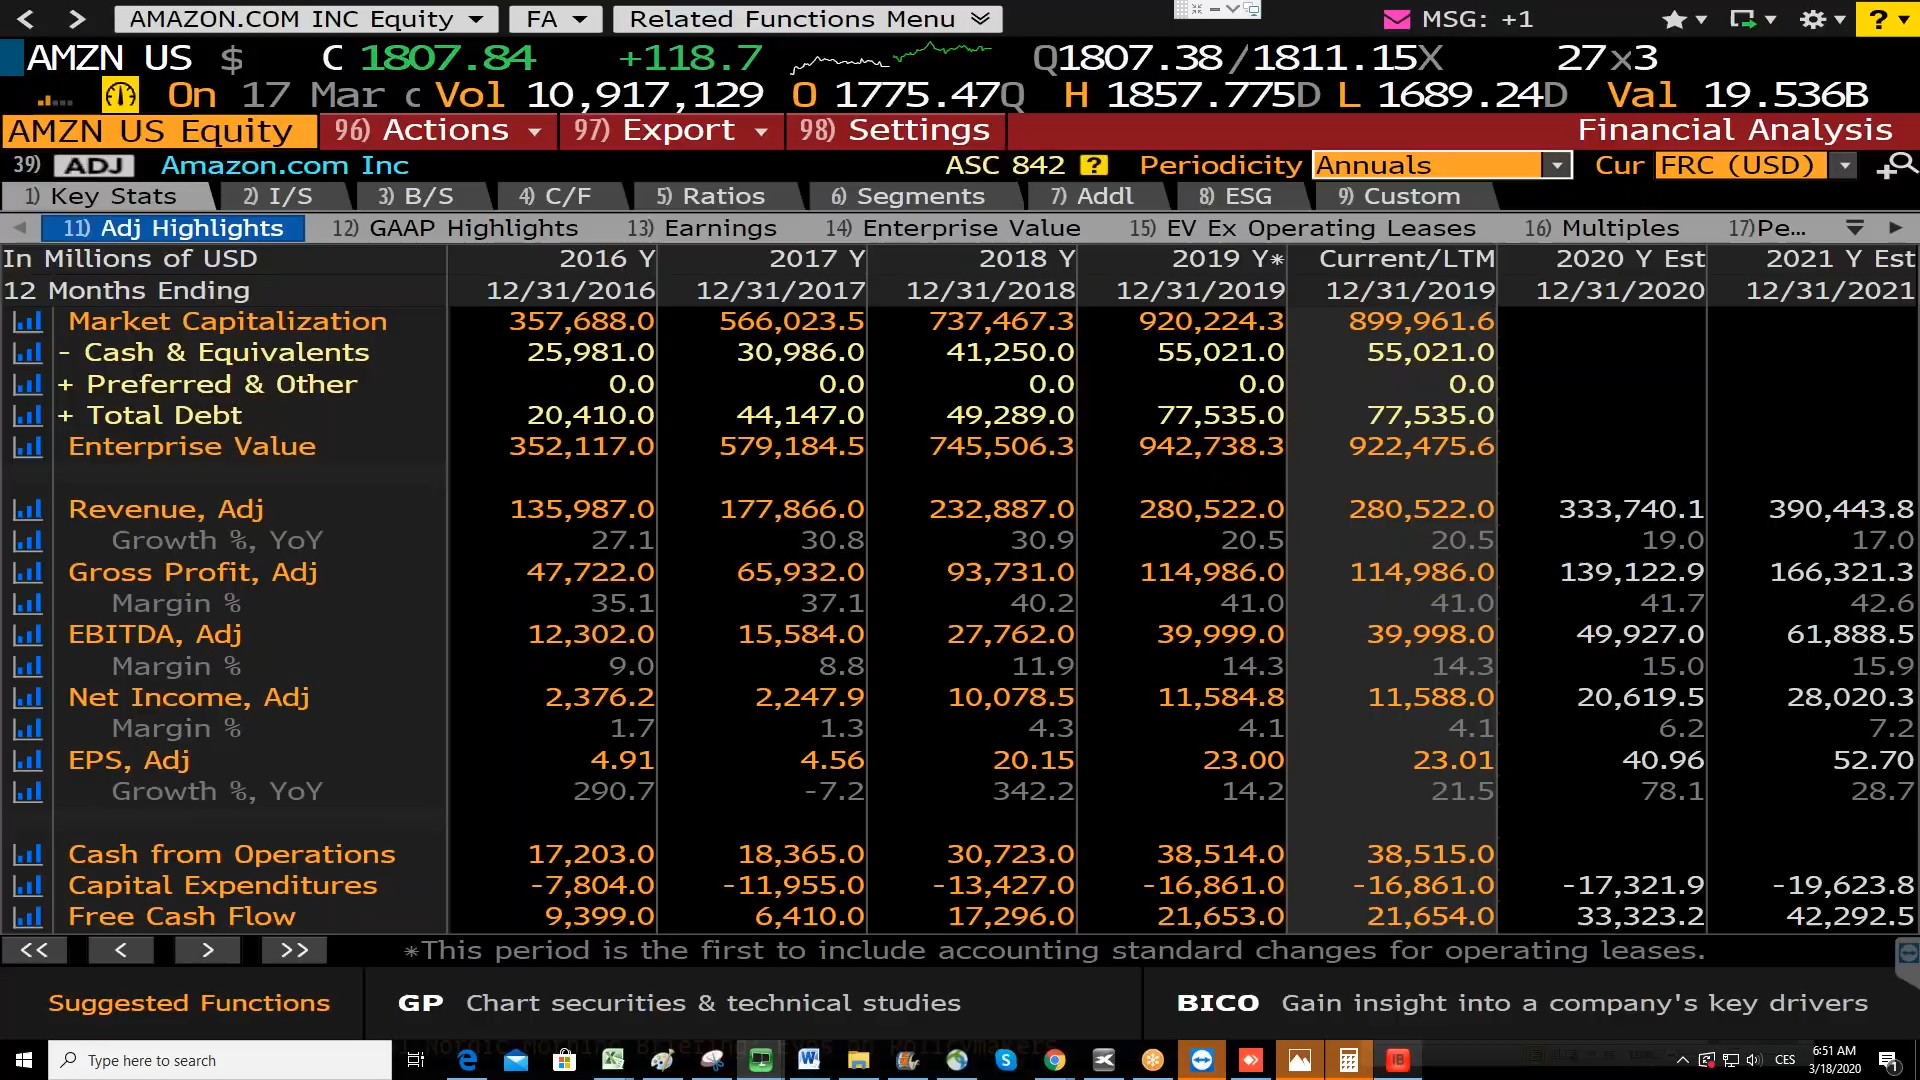 AMAZON.COM INC Equity FA Related Functions Menu MSG: +1 ?
AMZN US $ C 1807.84 +118.7 Q1807.38/1811.15X 27x3
On 17 Mar Vol 10,917,129 O 1775.47Q H 1857.775D L 1689.24D Val 19.536B
AMZN US Equity 96) Actions 97) Export 98) Settings Financial Analysis
39) ADJ Amazon.com Inc ASC 842 ? Periodicity Annuals Cur FRC (USD)
1) Key Stats 2) I/S 3) B/S 4) C/F 5) Ratios 6) Segments 7) Addl 8) ESG 9) Custom
11) Adj Highlights 12) GAAP Highlights 13) Earnings 14) Enterprise Value 15) EV Ex Operating Leases 16) Multiples 17)Pe...
In Millions of USD 2016 Y 2017 Y 2018 Y 2019 Y* Current/LTM 2020 Y Est 2021 Y Est
12 Months Ending 12/31/2016 12/31/2017 12/31/2018 12/31/2019 12/31/2019 12/31/2020 12/31/2021
Market Capitalization 357,688.0 566,023.5 737,467.3 920,224.3 899,961.6
- Cash & Equivalents 25,981.0 30,986.0 41,250.0 55,021.0 55,021.0
+ Preferred & Other 0.0 0.0 0.0 0.0 0.0
+ Total Debt 20,410.0 44,147.0 49,289.0 77,535.0 77,535.0
Enterprise Value 352,117.0 579,184.5 745,506.3 942,738.3 922,475.6
Revenue, Adj 135,987.0 177,866.0 232,887.0 280,522.0 280,522.0 333,740.1 390,443.8
Growth %, YoY 27.1 30.8 30.9 20.5 20.5 19.0 17.0
Gross Profit, Adj 47,722.0 65,932.0 93,731.0 114,986.0 114,986.0 139,122.9 166,321.3
Margin % 35.1 37.1 40.2 41.0 41.0 41.7 42.6
EBITDA, Adj 12,302.0 15,584.0 27,762.0 39,999.0 39,998.0 49,927.0 61,888.5
Margin % 9.0 8.8 11.9 14.3 14.3 15.0 15.9
Net Income, Adj 2,376.2 2,247.9 10,078.5 11,584.8 11,588.0 20,619.5 28,020.3
Margin % 1.7 1.3 4.3 4.1 4.1 6.2 7.2
EPS, Adj 4.91 4.56 20.15 23.00 23.01 40.96 52.70
Growth %, YoY 290.7 -7.2 342.2 14.2 21.5 78.1 28.7
Cash from Operations 17,203.0 18,365.0 30,723.0 38,514.0 38,515.0
Capital Expenditures -7,804.0 -11,955.0 -13,427.0 -16,861.0 -16,861.0 -17,321.9 -19,623.8
Free Cash Flow 9,399.0 6,410.0 17,296.0 21,653.0 21,654.0 33,323.2 42,292.5
<< < > >> *This period is the first to include accounting standard changes for operating leases.
Suggested Functions GP Chart securities & technical studies BICO Gain insight into a company's key drivers
Type here to search CES 6:51 AM
3/18/2020